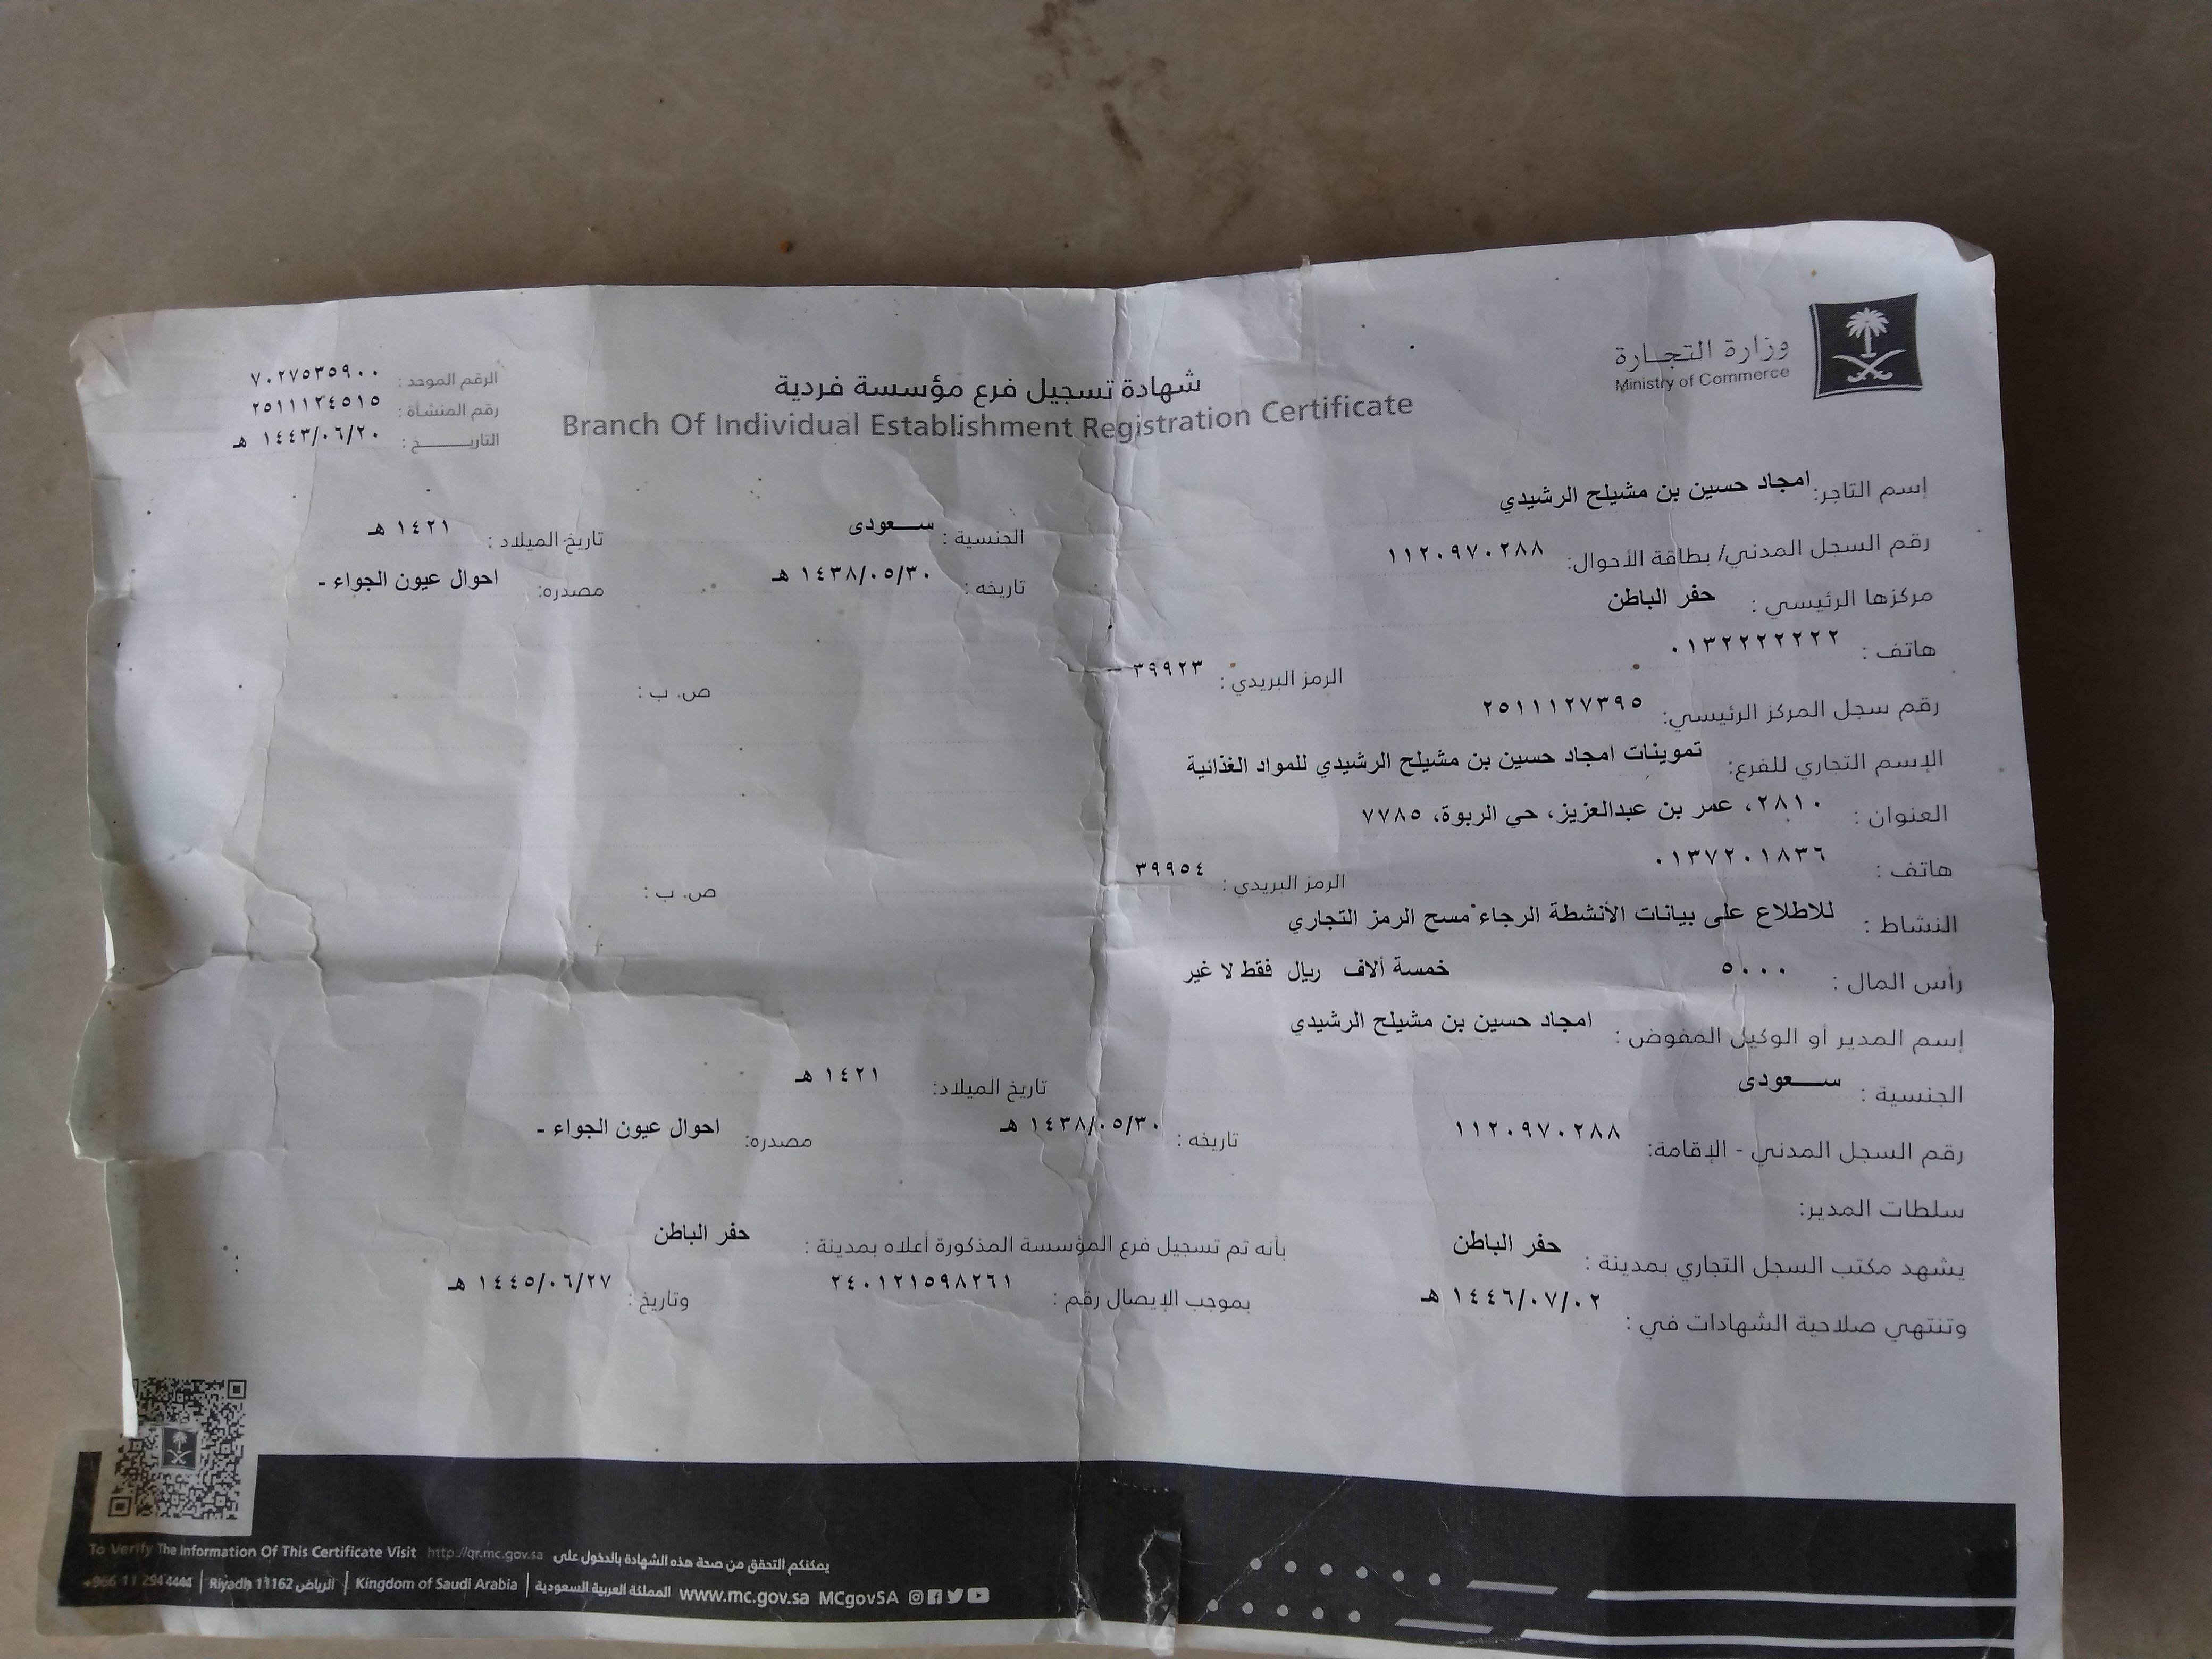 وزارة التجارة
Ministry of Commerce
شهادة تسجيل فرع مؤسسة فردية
Branch Of Individual Establishment Registration Certificate
الرقم الموحد : ٧٠٢٧٥٣٥٩٠٠
رقم المنشأة : ٢٥١١١٢٤٥١٥
التاريـــــخ : ١٤٤٣/٠٦/٢٠ هـ
إسم التاجر: امجاد حسين بن مشيلح الرشيدي الجنسية : ســـعودى تاريخ الميلاد : ١٤٢١ هـ
رقم السجل المدني/ بطاقة الأحوال: ١١٢٠٩٧٠٢٨٨ تاريخه : ١٤٣٨/٠٥/٣٠ هـ مصدره: احوال عيون الجواء -
مركزها الرئيسي : حفر الباطن
هاتف : ٠١٣٢٢٢٢٢٢٢ الرمز البريدي : ٣٩٩٢٣ ص. ب :
رقم سجل المركز الرئيسي: ٢٥١١١٢٧٣٩٥
الإسم التجاري للفرع: تموينات امجاد حسين بن مشيلح الرشيدي للمواد الغذائية
العنوان : ٢٨١٠، عمر بن عبدالعزيز، حي الربوة، ٧٧٨٥
هاتف : ٠١٣٧٢٠١٨٣٦ الرمز البريدي : ٣٩٩٥٤ ص. ب :
النشاط : للاطلاع على بيانات الأنشطة الرجاء مسح الرمز التجاري
رأس المال : ٥٠٠٠ خمسة ألاف ريال فقط لا غير
إسم المدير أو الوكيل المفوض : امجاد حسين بن مشيلح الرشيدي
الجنسية : ســـعودى تاريخ الميلاد: ١٤٢١ هـ
رقم السجل المدني - الإقامة: ١١٢٠٩٧٠٢٨٨ تاريخه : ١٤٣٨/٠٥/٣٠ هـ مصدره: احوال عيون الجواء -
سلطات المدير:
يشهد مكتب السجل التجاري بمدينة : حفر الباطن بأنه تم تسجيل فرع المؤسسة المذكورة أعلاه بمدينة : حفر الباطن
وتنتهي صلاحية الشهادات في : ١٤٤٦/٠٧/٠٢ هـ بموجب الإيصال رقم : ٢٤٠١٢١٥٩٨٢٦١ وتاريخ : ١٤٤٥/٠٦/٢٧ هـ
To Verify The Information Of This Certificate Visit http://qr.mc.gov.sa يمكنكم التحقق من صحة هذه الشهادة بالدخول على
+966 11 294 4444 | Riyadh 11162 الرياض | Kingdom of Saudi Arabia | المملكة العربية السعودية www.mc.gov.sa MCgovSA